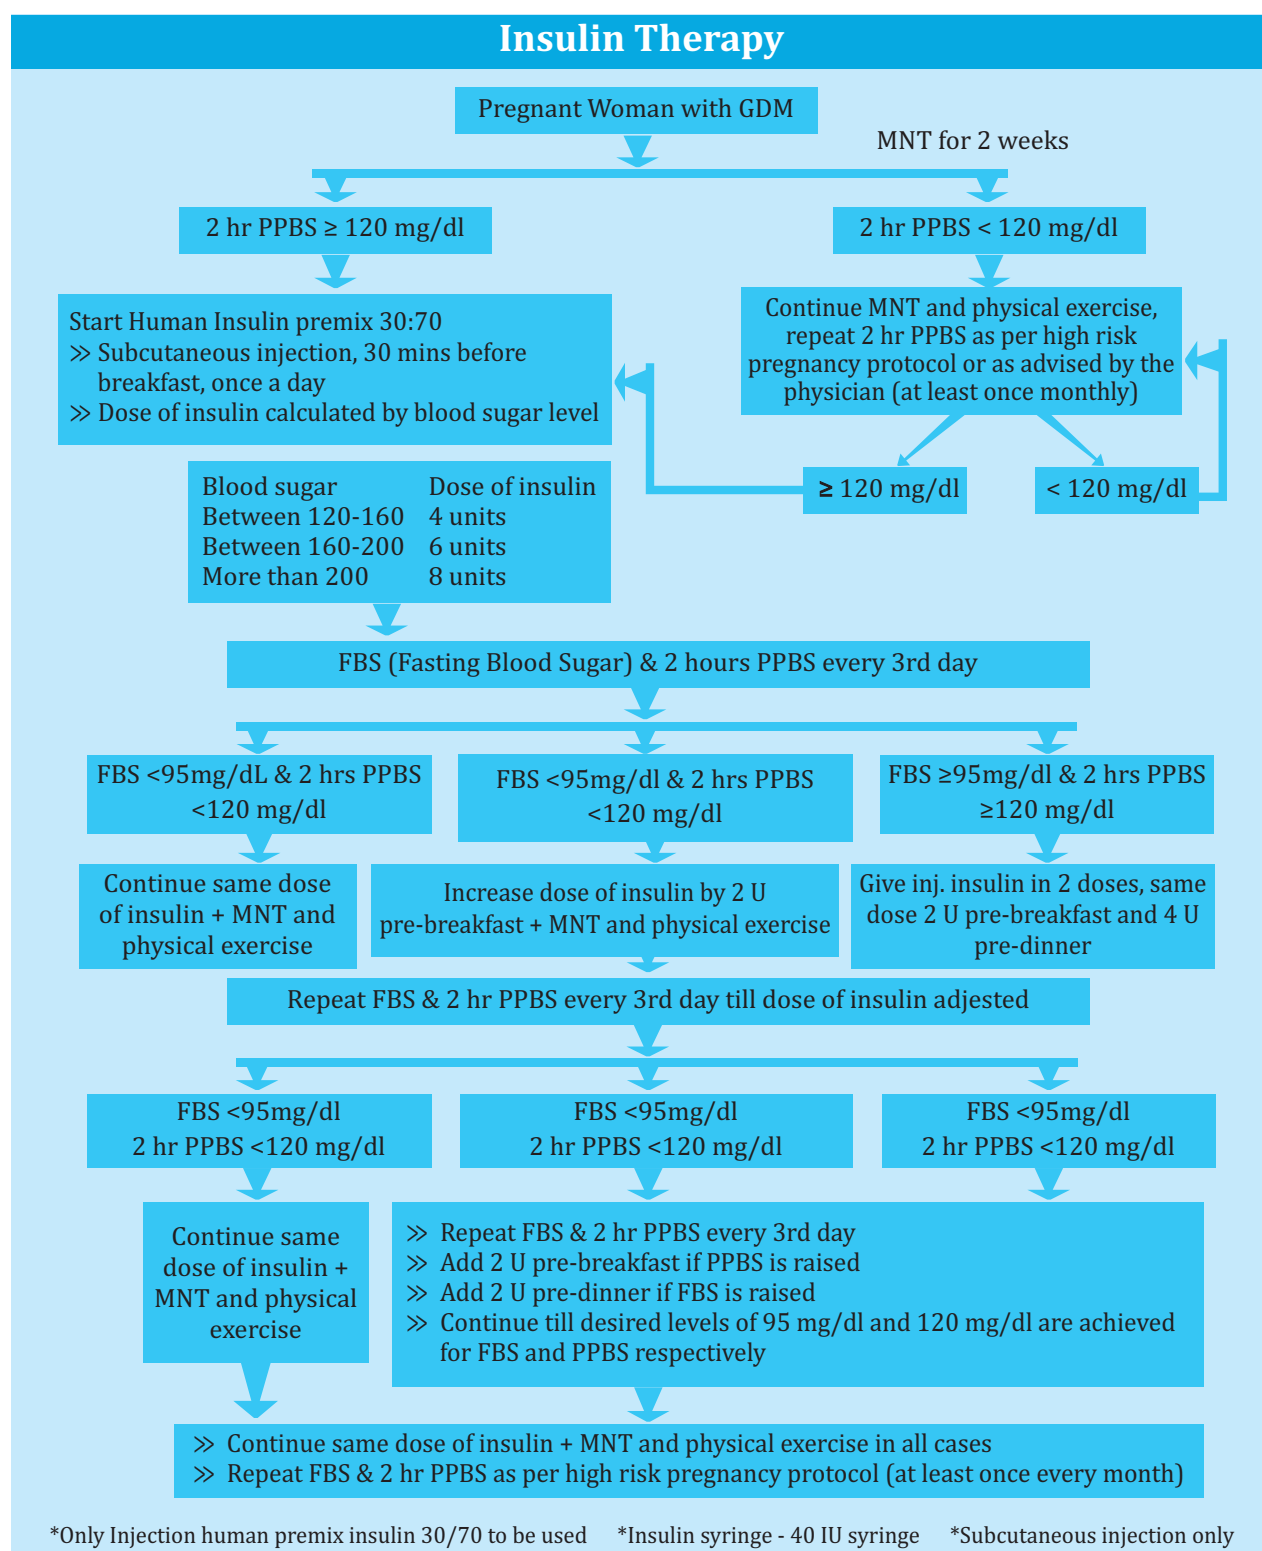 Insulin Therapy
Pregnant Woman with GDM
MNT for 2 weeks
2 hr PPBS ≥ 120 mg/dl
2 hr PPBS < 120 mg/dl
Start Human Insulin premix 30:70
≫ Subcutaneous injection, 30 mins before
breakfast, once a day
≫ Dose of insulin calculated by blood sugar level
Continue MNT and physical exercise,
repeat 2 hr PPBS as per high risk
pregnancy protocol or as advised by the
physician (at least once monthly)
≥ 120 mg/dl
< 120 mg/dl
Blood sugar Dose of insulin
Between 120-160 4 units
Between 160-200 6 units
More than 200 8 units
FBS (Fasting Blood Sugar) & 2 hours PPBS every 3rd day
FBS <95mg/dL & 2 hrs PPBS
<120 mg/dl
FBS <95mg/dl & 2 hrs PPBS
<120 mg/dl
FBS ≥95mg/dl & 2 hrs PPBS
≥120 mg/dl
Continue same dose
of insulin + MNT and
physical exercise
Increase dose of insulin by 2 U
pre-breakfast + MNT and physical exercise
Give inj. insulin in 2 doses, same
dose 2 U pre-breakfast and 4 U
pre-dinner
Repeat FBS & 2 hr PPBS every 3rd day till dose of insulin adjested
FBS <95mg/dl
2 hr PPBS <120 mg/dl
FBS <95mg/dl
2 hr PPBS <120 mg/dl
FBS <95mg/dl
2 hr PPBS <120 mg/dl
Continue same
dose of insulin +
MNT and physical
exercise
≫ Repeat FBS & 2 hr PPBS every 3rd day
≫ Add 2 U pre-breakfast if PPBS is raised
≫ Add 2 U pre-dinner if FBS is raised
≫ Continue till desired levels of 95 mg/dl and 120 mg/dl are achieved
for FBS and PPBS respectively
≫ Continue same dose of insulin + MNT and physical exercise in all cases
≫ Repeat FBS & 2 hr PPBS as per high risk pregnancy protocol (at least once every month)
*Only Injection human premix insulin 30/70 to be used *Insulin syringe - 40 IU syringe *Subcutaneous injection only